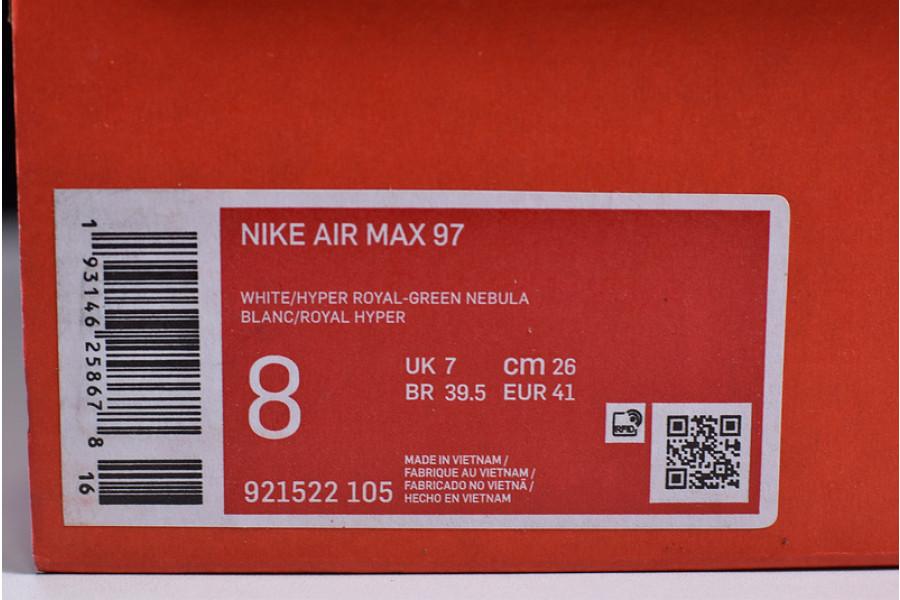 1 93146 25867 8 16
NIKE AIR MAX 97
WHITE/HYPER ROYAL-GREEN NEBULA
BLANC/ROYAL HYPER
8
UK 7 cm 26
BR 39.5 EUR 41
921522 105
MADE IN VIETNAM /
FABRIQUE AU VIETNAM /
FABRICADO NO VIETNÃ /
HECHO EN VIETNAM
RFID